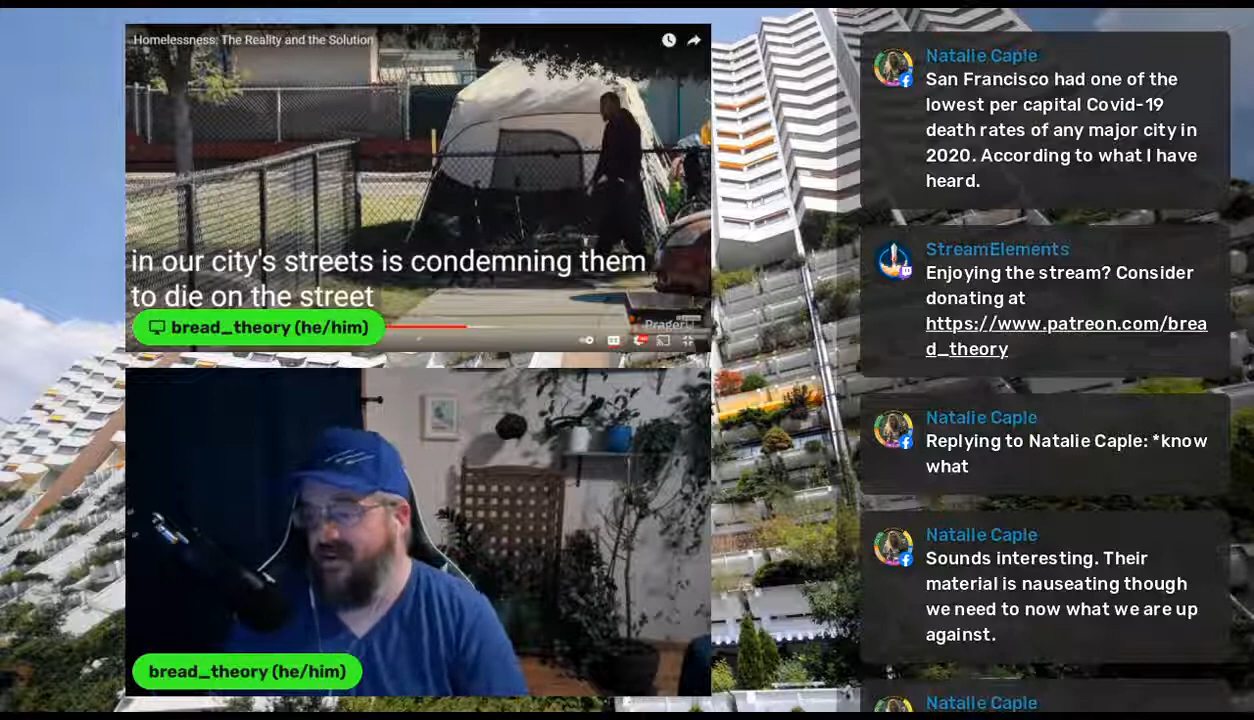 Homelessness: The Reality and the Solution
in our city's streets is condemning them
to die on the street
bread_theory (he/him)
PragerU
bread_theory (he/him)
Natalie Caple
San Francisco had one of the
lowest per capital Covid-19
death rates of any major city in
2020. According to what I have
heard.
StreamElements
Enjoying the stream? Consider
donating at
https://www.patreon.com/brea
d_theory
Natalie Caple
Replying to Natalie Caple: *know
what
Natalie Caple
Sounds interesting. Their
material is nauseating though
we need to now what we are up
against.
Natalie Caple